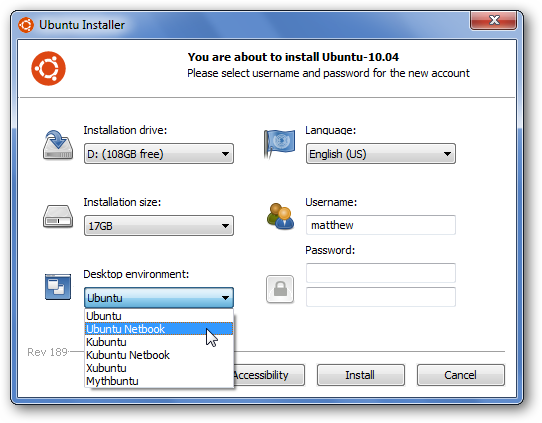 Ubuntu Installer
You are about to install Ubuntu-10.04
Please select username and password for the new account
Installation drive:
D: (108GB free)
Language:
English (US)
Installation size:
17GB
Username:
matthew
Password:
Desktop environment:
Ubuntu
Ubuntu
Ubuntu Netbook
Kubuntu
Kubuntu Netbook
Xubuntu
Mythbuntu
Rev 189
Accessibility
Install
Cancel